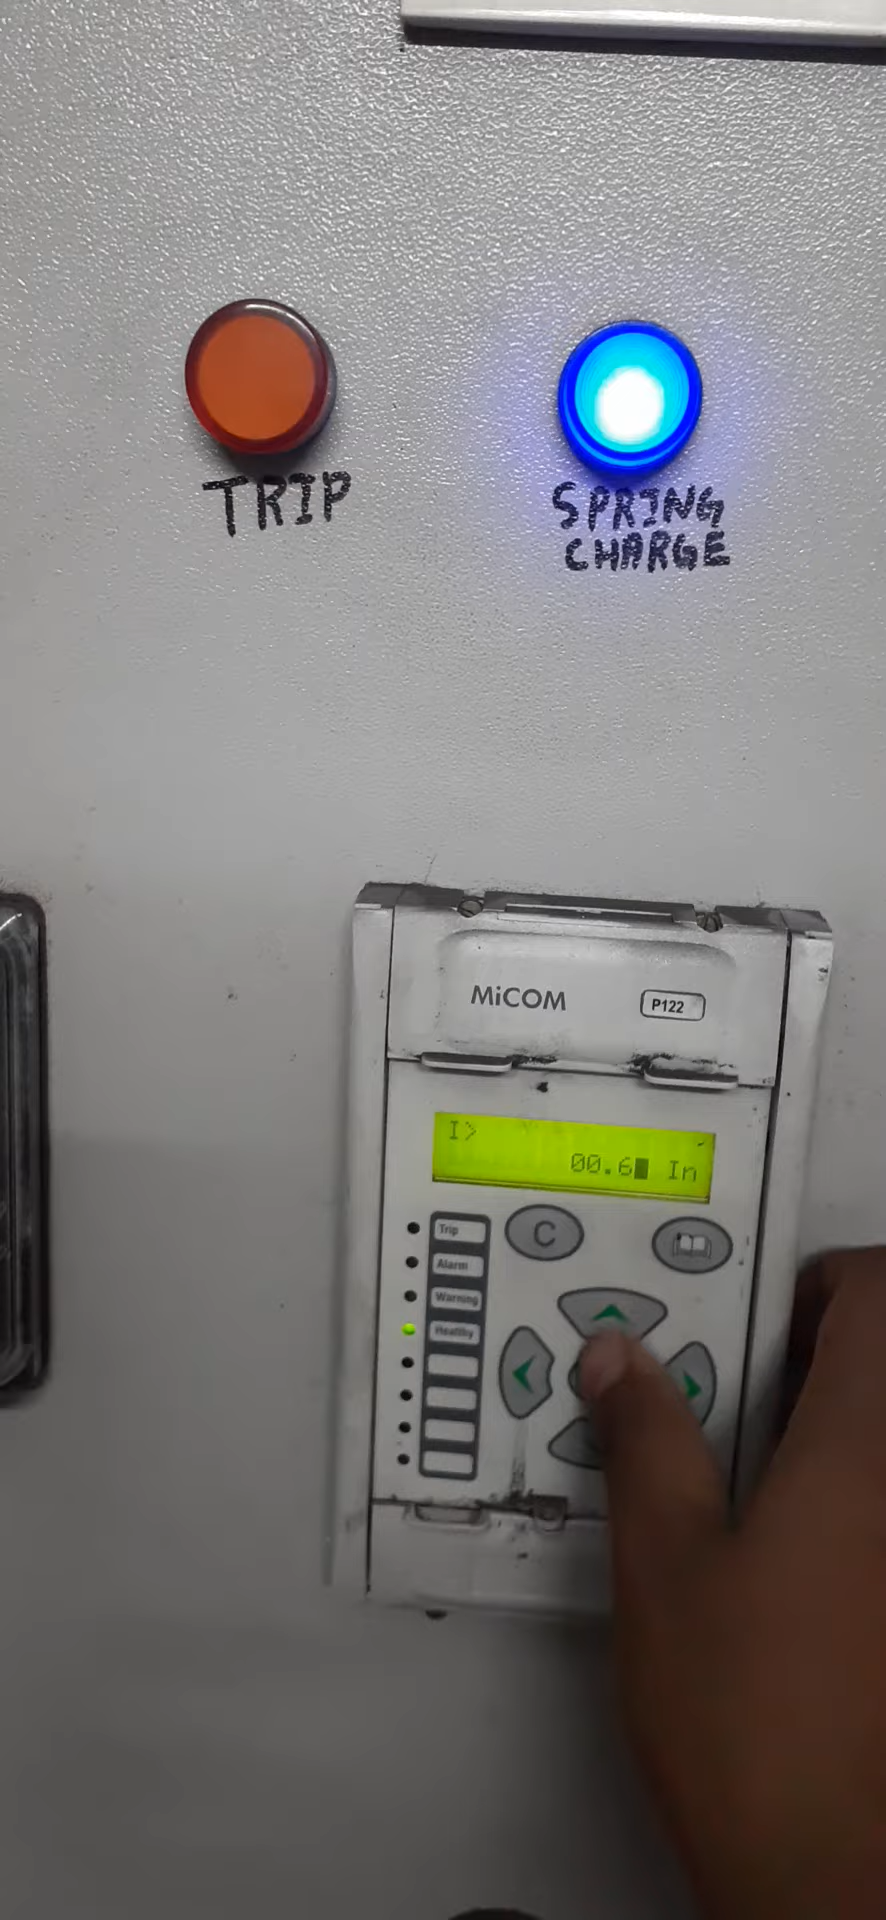 TRIP
SPRING
CHARGE
MiCOM
P122
I>
00.6 In
Trip
Alarm
Warning
Healthy
C